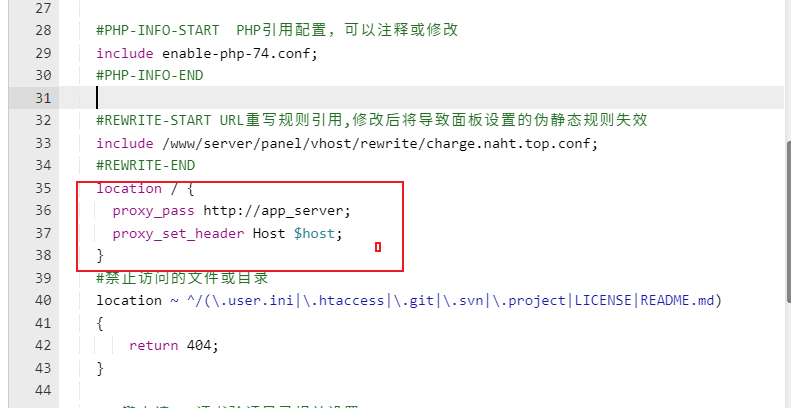 27
28 #PHP-INFO-START  PHP引用配置，可以注释或修改
29 include enable-php-74.conf;
30 #PHP-INFO-END
31
32 #REWRITE-START URL重写规则引用,修改后将导致面板设置的伪静态规则失效
33 include /www/server/panel/vhost/rewrite/charge.naht.top.conf;
34 #REWRITE-END
35 location / {
36   proxy_pass http://app_server;
37   proxy_set_header Host $host;
38 }
39 #禁止访问的文件或目录
40 location ~ ^/(\.user.ini|\.htaccess|\.git|\.svn|\.project|LICENSE|README.md)
41 {
42     return 404;
43 }
44